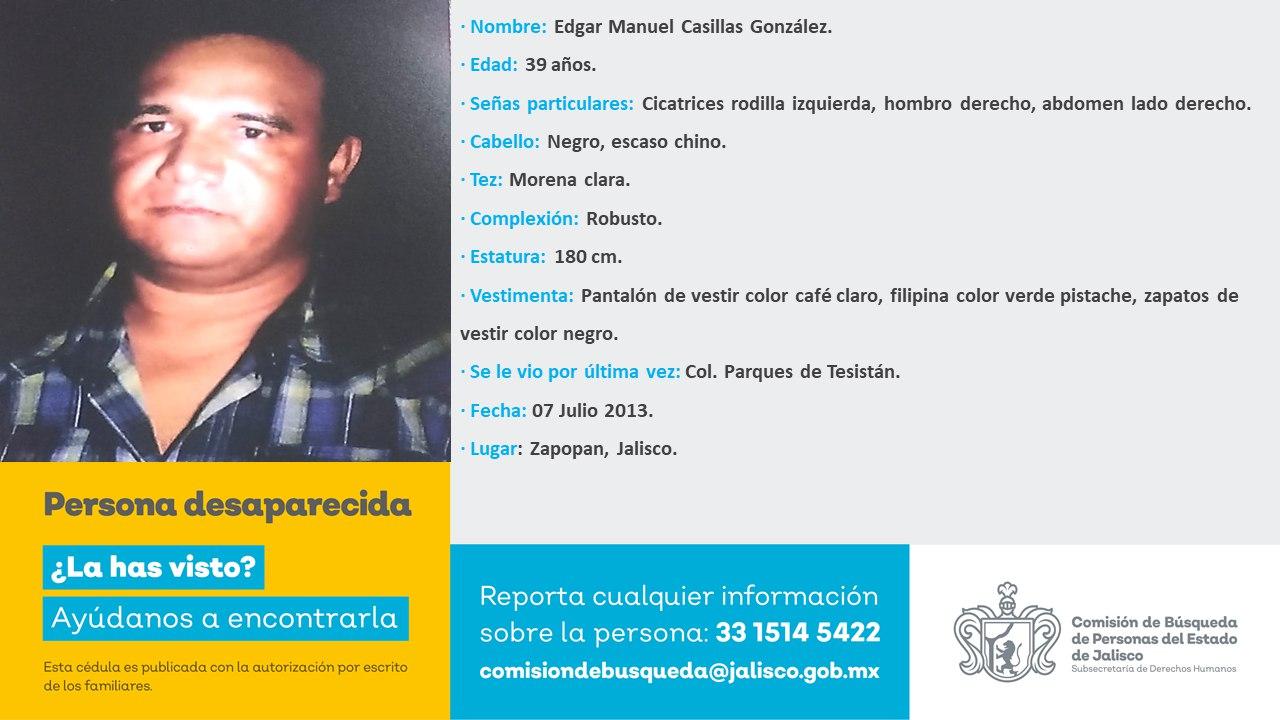 · Nombre: Edgar Manuel Casillas González.
· Edad: 39 años.
· Señas particulares: Cicatrices rodilla izquierda, hombro derecho, abdomen lado derecho.
· Cabello: Negro, escaso chino.
· Tez: Morena clara.
· Complexión: Robusto.
· Estatura: 180 cm.
· Vestimenta: Pantalón de vestir color café claro, filipina color verde pistache, zapatos de
vestir color negro.
· Se le vio por última vez: Col. Parques de Tesistán.
· Fecha: 07 Julio 2013.
· Lugar: Zapopan, Jalisco.
Persona desaparecida
¿La has visto?
Ayúdanos a encontrarla
Esta cédula es publicada con la autorización por escrito
de los familiares.
Reporta cualquier información
sobre la persona: 33 1514 5422
comisiondebusqueda@jalisco.gob.mx
Comisión de Búsqueda
de Personas del Estado
de Jalisco
Subsecretaría de Derechos Humanos